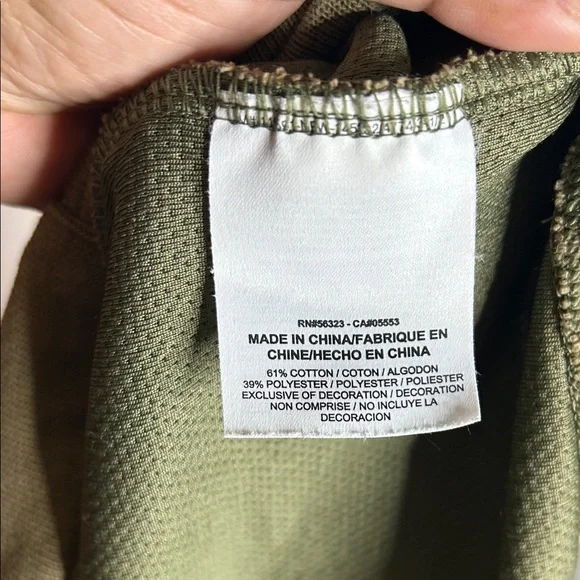 RN#56323 - CA#05553
MADE IN CHINA/FABRIQUE EN
CHINE/HECHO EN CHINA
61% COTTON / COTON / ALGODON
39% POLYESTER / POLYESTER / POLIESTER
EXCLUSIVE OF DECORATION / DECORATION
NON COMPRISE / NO INCLUYE LA
DECORACION